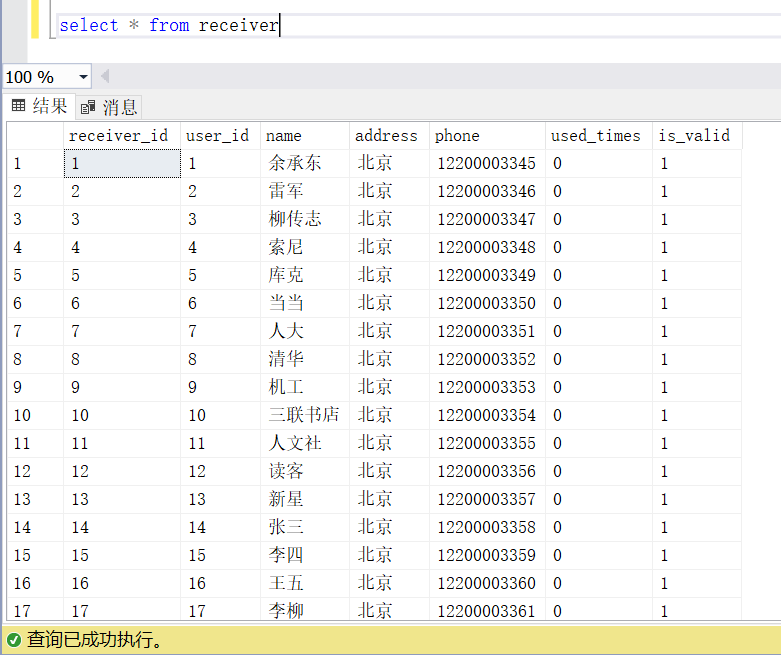 select * from receiver
100 %
结果 消息
receiver_id user_id name address phone used_times is_valid
1 1 1 余承东 北京 12200003345 0 1
2 2 2 雷军 北京 12200003346 0 1
3 3 3 柳传志 北京 12200003347 0 1
4 4 4 索尼 北京 12200003348 0 1
5 5 5 库克 北京 12200003349 0 1
6 6 6 当当 北京 12200003350 0 1
7 7 7 人大 北京 12200003351 0 1
8 8 8 清华 北京 12200003352 0 1
9 9 9 机工 北京 12200003353 0 1
10 10 10 三联书店 北京 12200003354 0 1
11 11 11 人文社 北京 12200003355 0 1
12 12 12 读客 北京 12200003356 0 1
13 13 13 新星 北京 12200003357 0 1
14 14 14 张三 北京 12200003358 0 1
15 15 15 李四 北京 12200003359 0 1
16 16 16 王五 北京 12200003360 0 1
17 17 17 李柳 北京 12200003361 0 1
查询已成功执行。